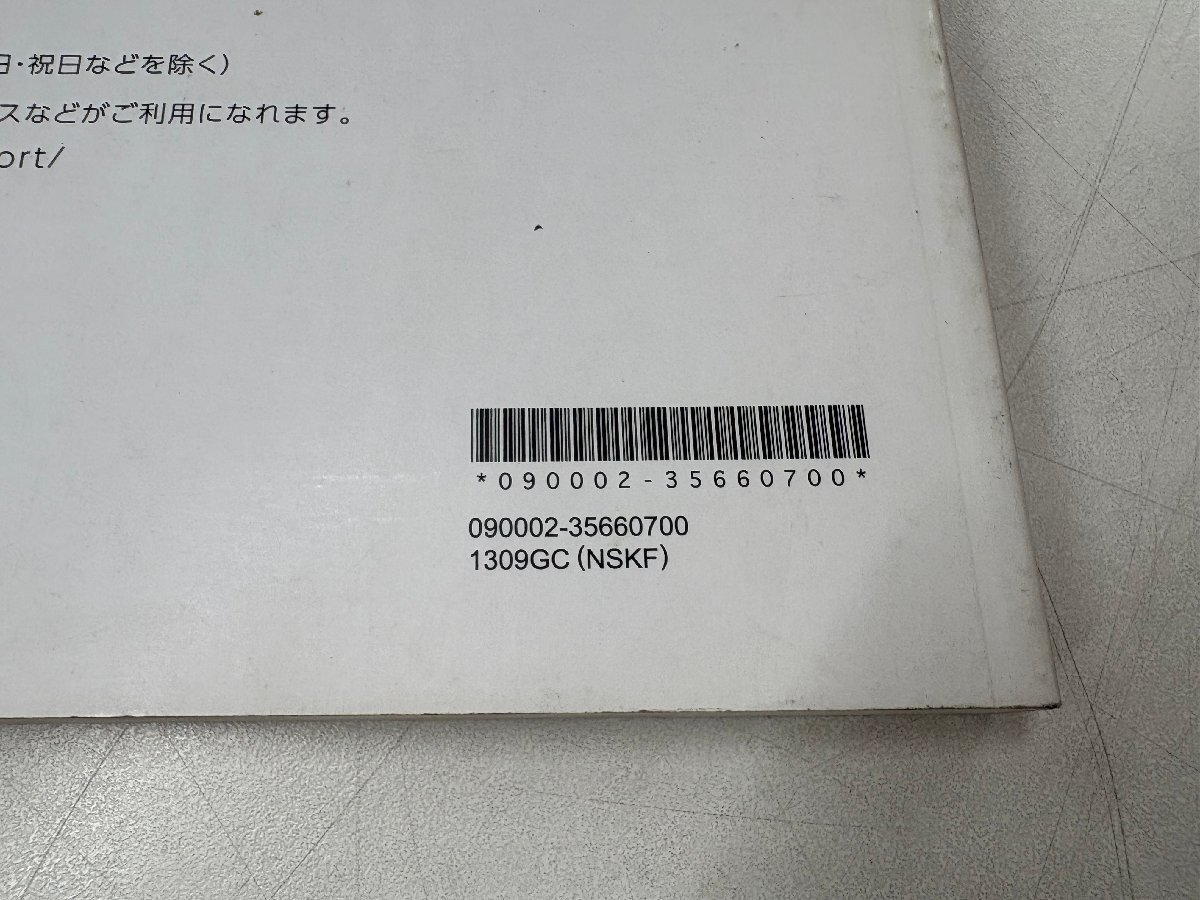 日・祝日などを除く）
スなどがご利用になれます。
ort/
*090002-35660700*
090002-35660700
1309GC（NSKF）